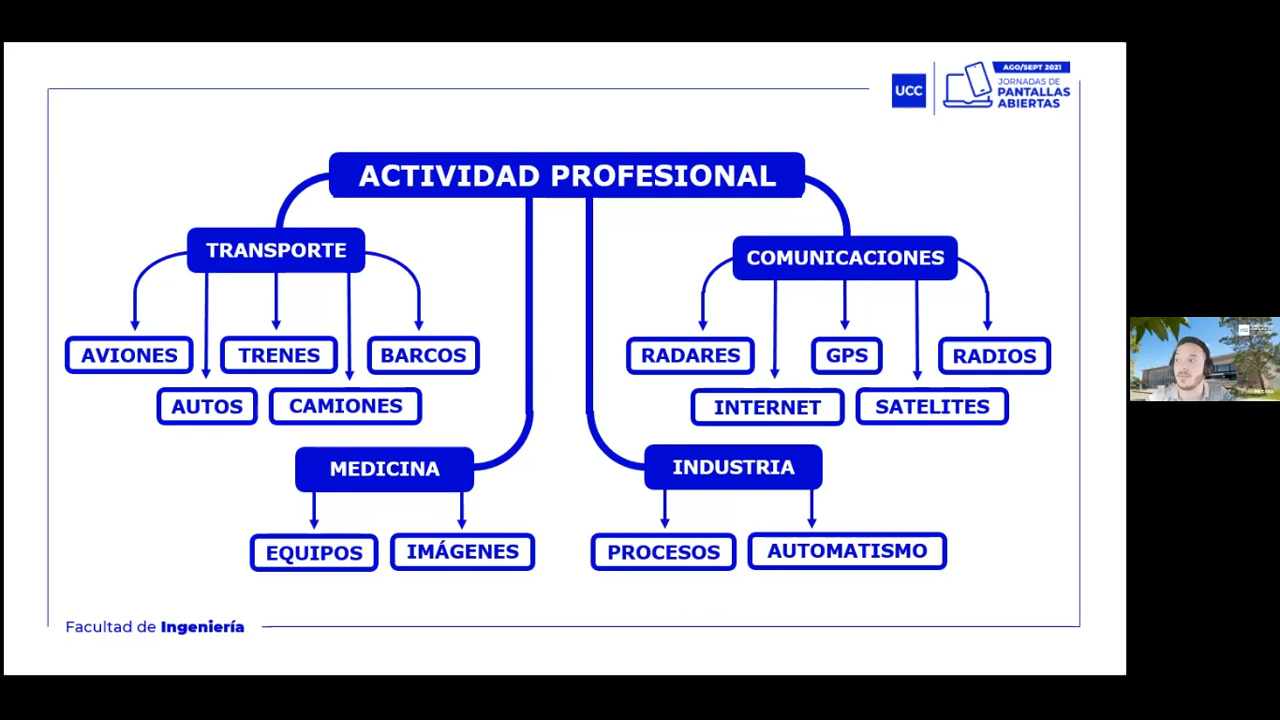 AGO/SEPT 2021
UCC
JORNADAS DE
PANTALLAS
ABIERTAS
ACTIVIDAD PROFESIONAL
TRANSPORTE
COMUNICACIONES
AVIONES
TRENES
BARCOS
RADARES
GPS
RADIOS
AUTOS
CAMIONES
INTERNET
SATELITES
MEDICINA
INDUSTRIA
EQUIPOS
IMÁGENES
PROCESOS
AUTOMATISMO
Facultad de Ingeniería
UCC